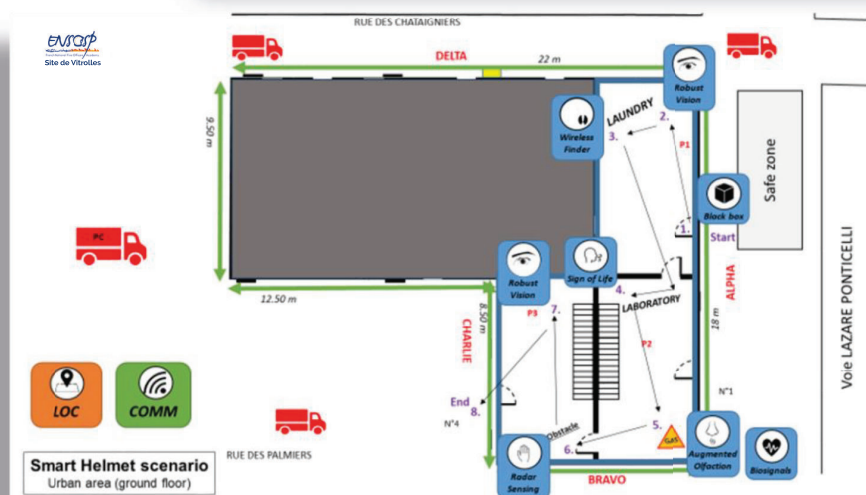 ENSOSP
Site de Vitrolles
RUE DES CHATAIGNIERS
DELTA
22 m
Robust
Vision
9.50 m
Wireless
Finder
LAUNDRY
2.
3.
P1
Black box
Safe zone
1.
Start
PC
12.50 m
Robust
Vision
Sign of Life
4.
LABORATORY
ALPHA
Voie LAZARE PONTICELLI
8.50 m
P3
7.
P2
18 m
CHARLIE
LOC
COMM
End
8.
N°4
N°1
Obstacle
5.
GAS
6.
RUE DES PALMIERS
Radar
Sensing
BRAVO
Augmented
Olfaction
Biosignals
Smart Helmet scenario
Urban area (ground floor)